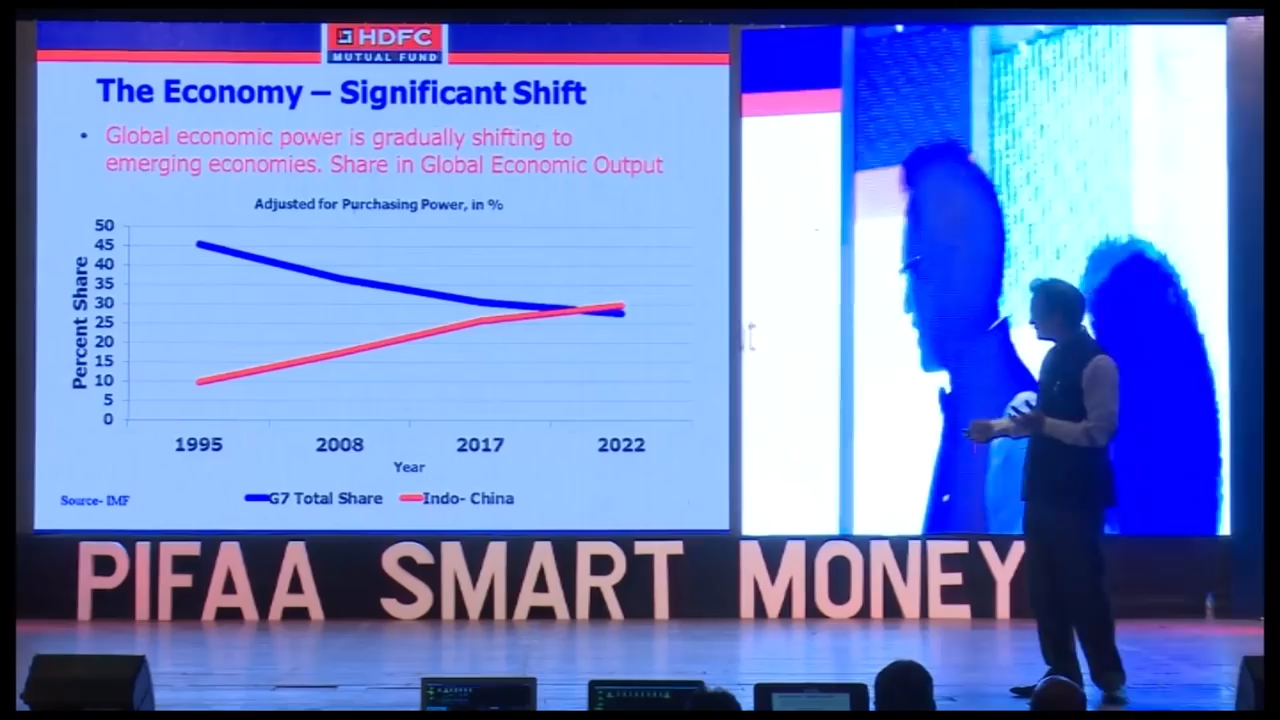 HDFC
MUTUAL FUND
The Economy – Significant Shift
• Global economic power is gradually shifting to
emerging economies. Share in Global Economic Output
Adjusted for Purchasing Power, in %
Percent Share
50
45
40
35
30
25
20
15
10
5
0
1995 2008 2017 2022
Year
G7 Total Share Indo- China
Source- IMF
PIFAA SMART MONEY